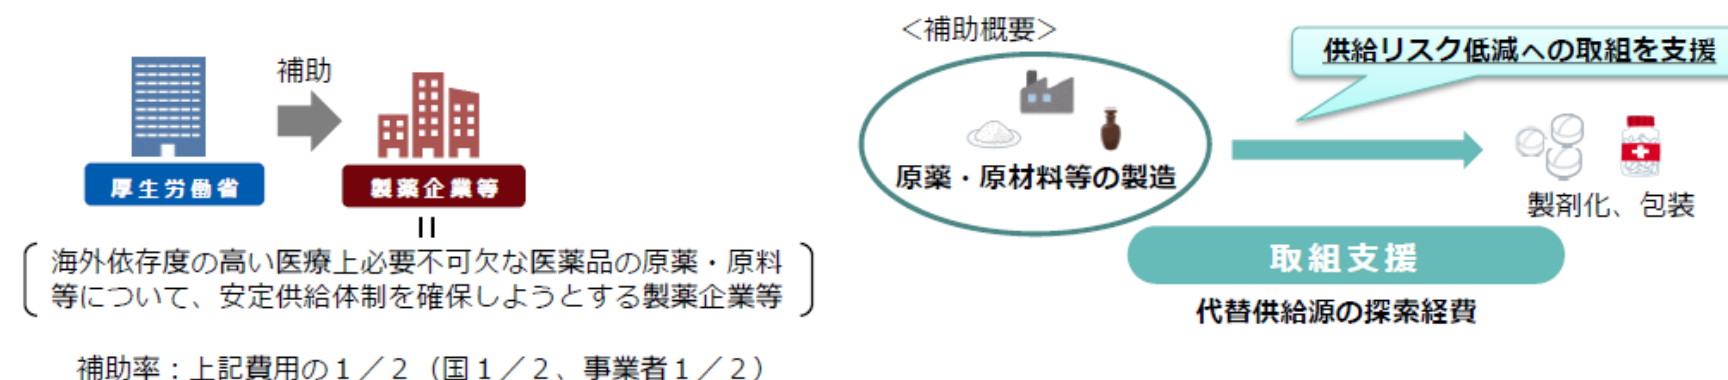 補助
厚生労働省
製薬企業等
海外依存度の高い医療上必要不可欠な医薬品の原薬・原料
等について、安定供給体制を確保しようとする製薬企業等
補助率：上記費用の１／２（国１／２、事業者１／２）
＜補助概要＞
供給リスク低減への取組を支援
原薬・原材料等の製造
製剤化、包装
取組支援
代替供給源の探索経費